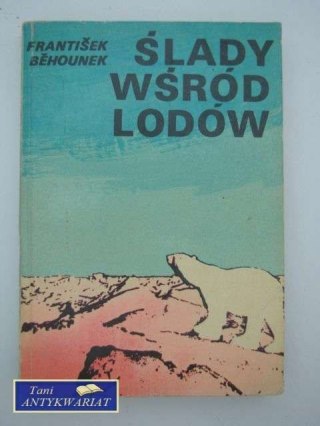 FRANTIŠEK
BĚHOUNEK
ŚLADY
WŚRÓD
LODÓW
Tani
ANTYKWARIAT